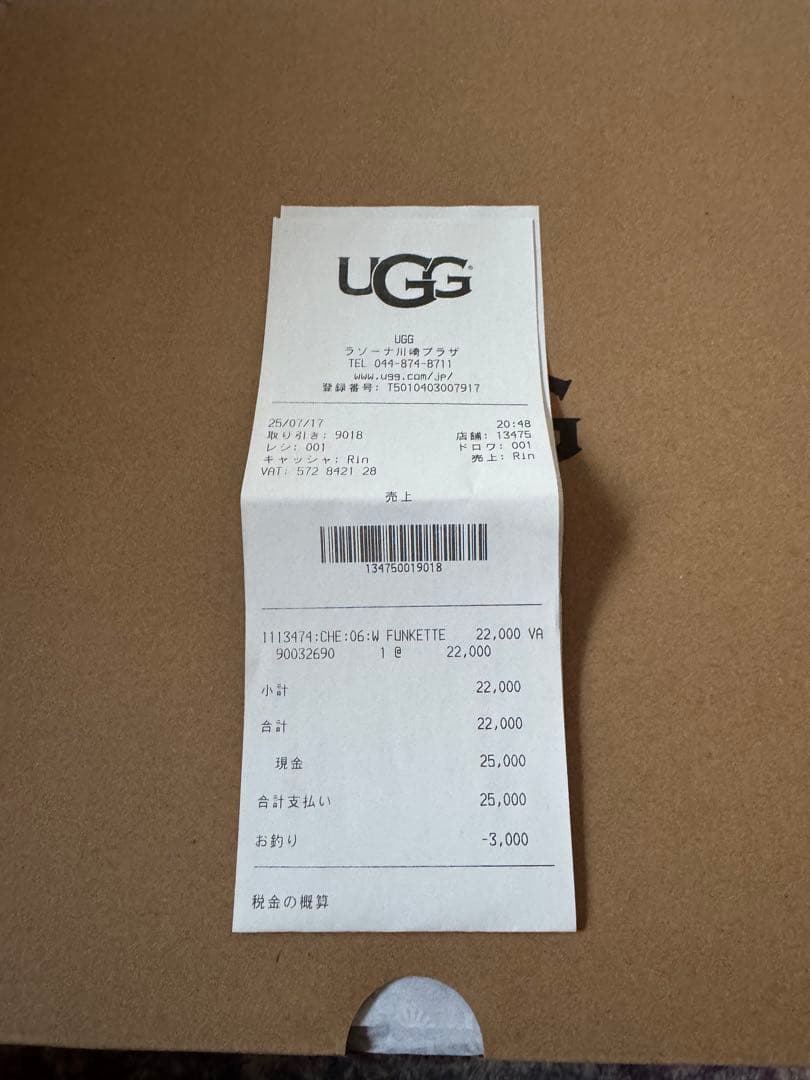 UGG
UGG
ラゾーナ川崎プラザ
TEL 044-874-8711
www.ugg.com/jp/
登録番号: T5010403007917
25/07/17 20:48
取り引き: 9018 店舗: 13475
レジ: 001 ドロワ: 001
キャッシャ: Rin 売上: Rin
VAT: 572 8421 28
売上
134750019018
1113474:CHE:06:W FUNKETTE 22,000 VA
90032690 1 @ 22,000
小計 22,000
合計 22,000
現金 25,000
合計支払い 25,000
お釣り -3,000
税金の概算